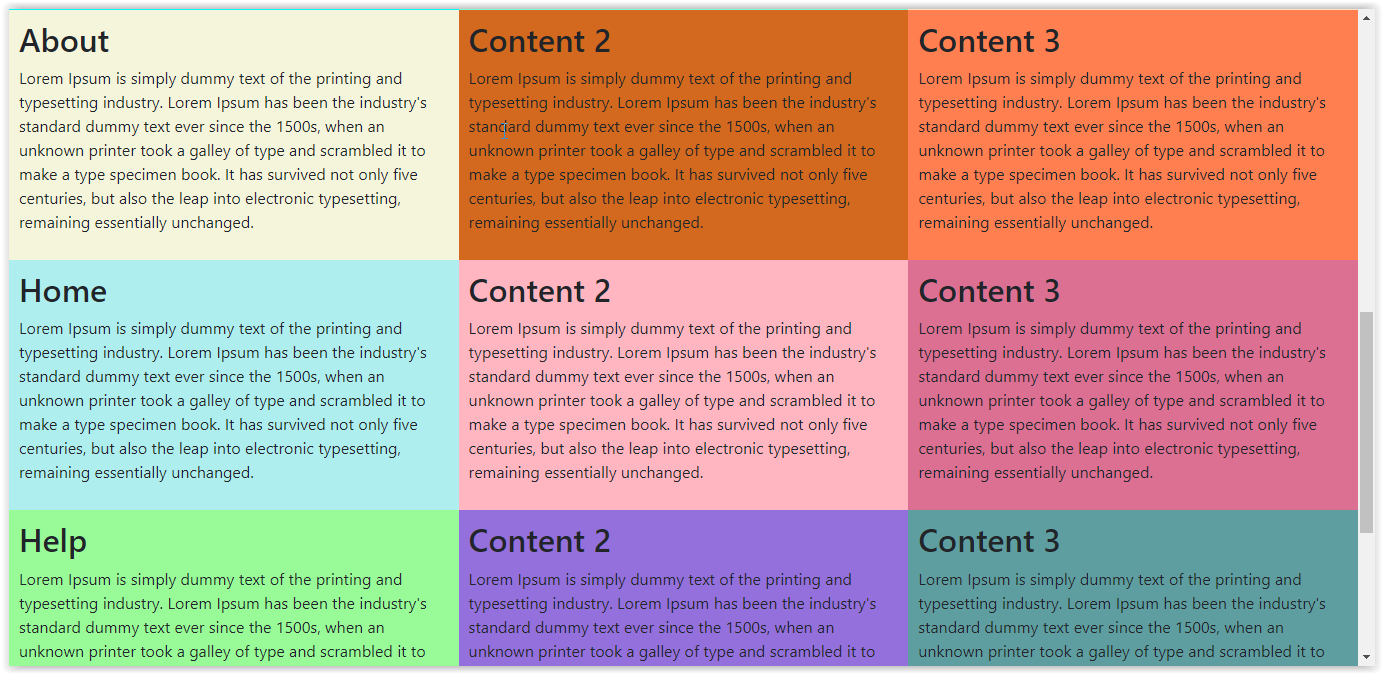 About
Lorem Ipsum is simply dummy text of the printing and
typesetting industry. Lorem Ipsum has been the industry's
standard dummy text ever since the 1500s, when an
unknown printer took a galley of type and scrambled it to
make a type specimen book. It has survived not only five
centuries, but also the leap into electronic typesetting,
remaining essentially unchanged.
Content 2
Lorem Ipsum is simply dummy text of the printing and
typesetting industry. Lorem Ipsum has been the industry's
standard dummy text ever since the 1500s, when an
unknown printer took a galley of type and scrambled it to
make a type specimen book. It has survived not only five
centuries, but also the leap into electronic typesetting,
remaining essentially unchanged.
Content 3
Lorem Ipsum is simply dummy text of the printing and
typesetting industry. Lorem Ipsum has been the industry's
standard dummy text ever since the 1500s, when an
unknown printer took a galley of type and scrambled it to
make a type specimen book. It has survived not only five
centuries, but also the leap into electronic typesetting,
remaining essentially unchanged.
Home
Lorem Ipsum is simply dummy text of the printing and
typesetting industry. Lorem Ipsum has been the industry's
standard dummy text ever since the 1500s, when an
unknown printer took a galley of type and scrambled it to
make a type specimen book. It has survived not only five
centuries, but also the leap into electronic typesetting,
remaining essentially unchanged.
Content 2
Lorem Ipsum is simply dummy text of the printing and
typesetting industry. Lorem Ipsum has been the industry's
standard dummy text ever since the 1500s, when an
unknown printer took a galley of type and scrambled it to
make a type specimen book. It has survived not only five
centuries, but also the leap into electronic typesetting,
remaining essentially unchanged.
Content 3
Lorem Ipsum is simply dummy text of the printing and
typesetting industry. Lorem Ipsum has been the industry's
standard dummy text ever since the 1500s, when an
unknown printer took a galley of type and scrambled it to
make a type specimen book. It has survived not only five
centuries, but also the leap into electronic typesetting,
remaining essentially unchanged.
Help
Lorem Ipsum is simply dummy text of the printing and
typesetting industry. Lorem Ipsum has been the industry's
standard dummy text ever since the 1500s, when an
unknown printer took a galley of type and scrambled it to
Content 2
Lorem Ipsum is simply dummy text of the printing and
typesetting industry. Lorem Ipsum has been the industry's
standard dummy text ever since the 1500s, when an
unknown printer took a galley of type and scrambled it to
Content 3
Lorem Ipsum is simply dummy text of the printing and
typesetting industry. Lorem Ipsum has been the industry's
standard dummy text ever since the 1500s, when an
unknown printer took a galley of type and scrambled it to